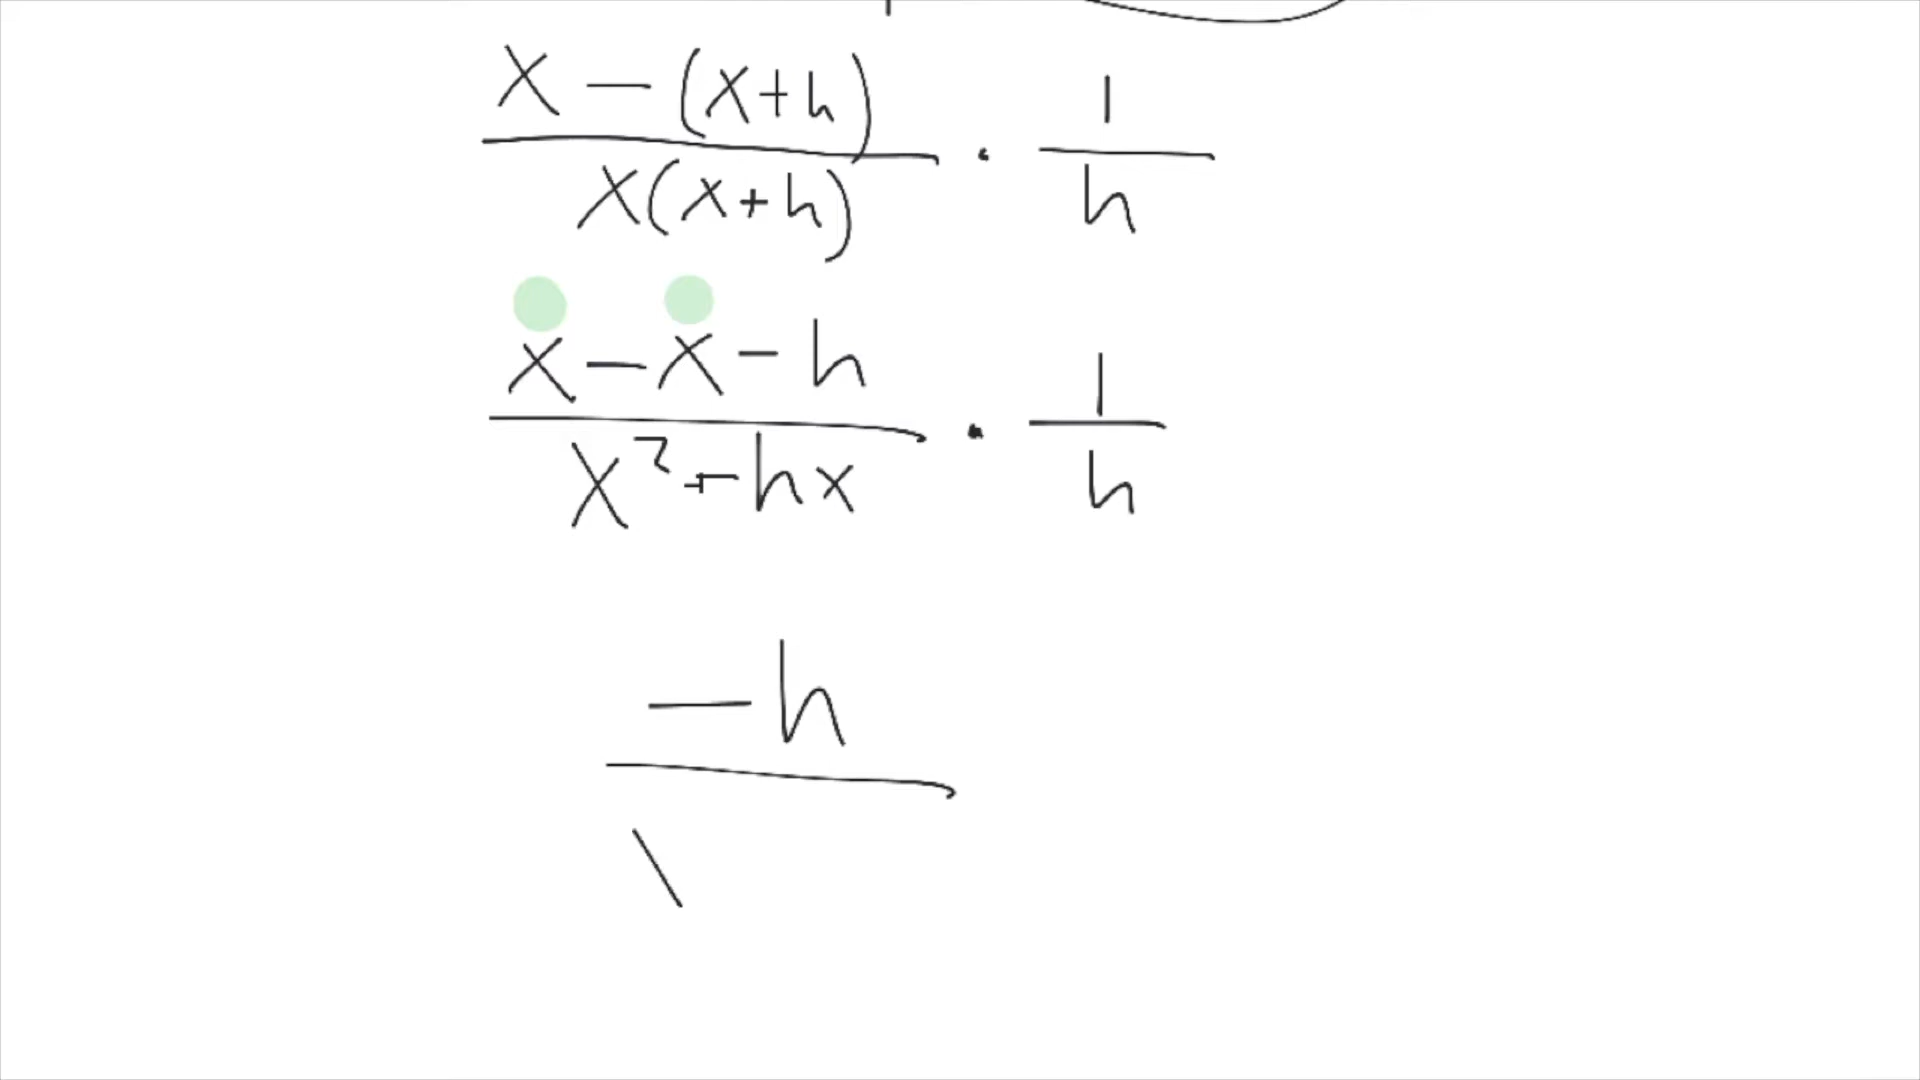 x - (x+h) / x(x+h) · 1/h
x - x - h / x² + hx · 1/h
-h /